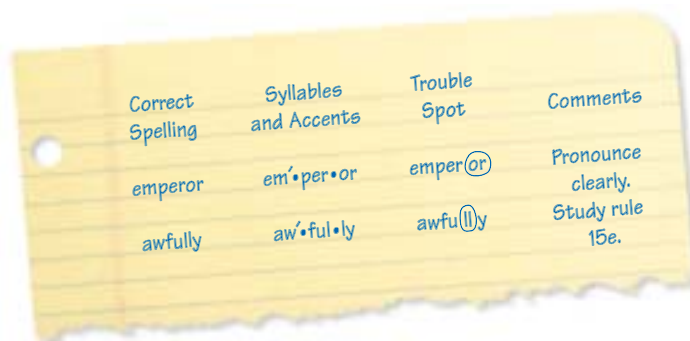 Correct Spelling
Syllables and Accents
Trouble Spot
Comments
emperor em′•per•or emperor Pronounce clearly.
awfully aw′•ful•ly awfully Study rule 15e.